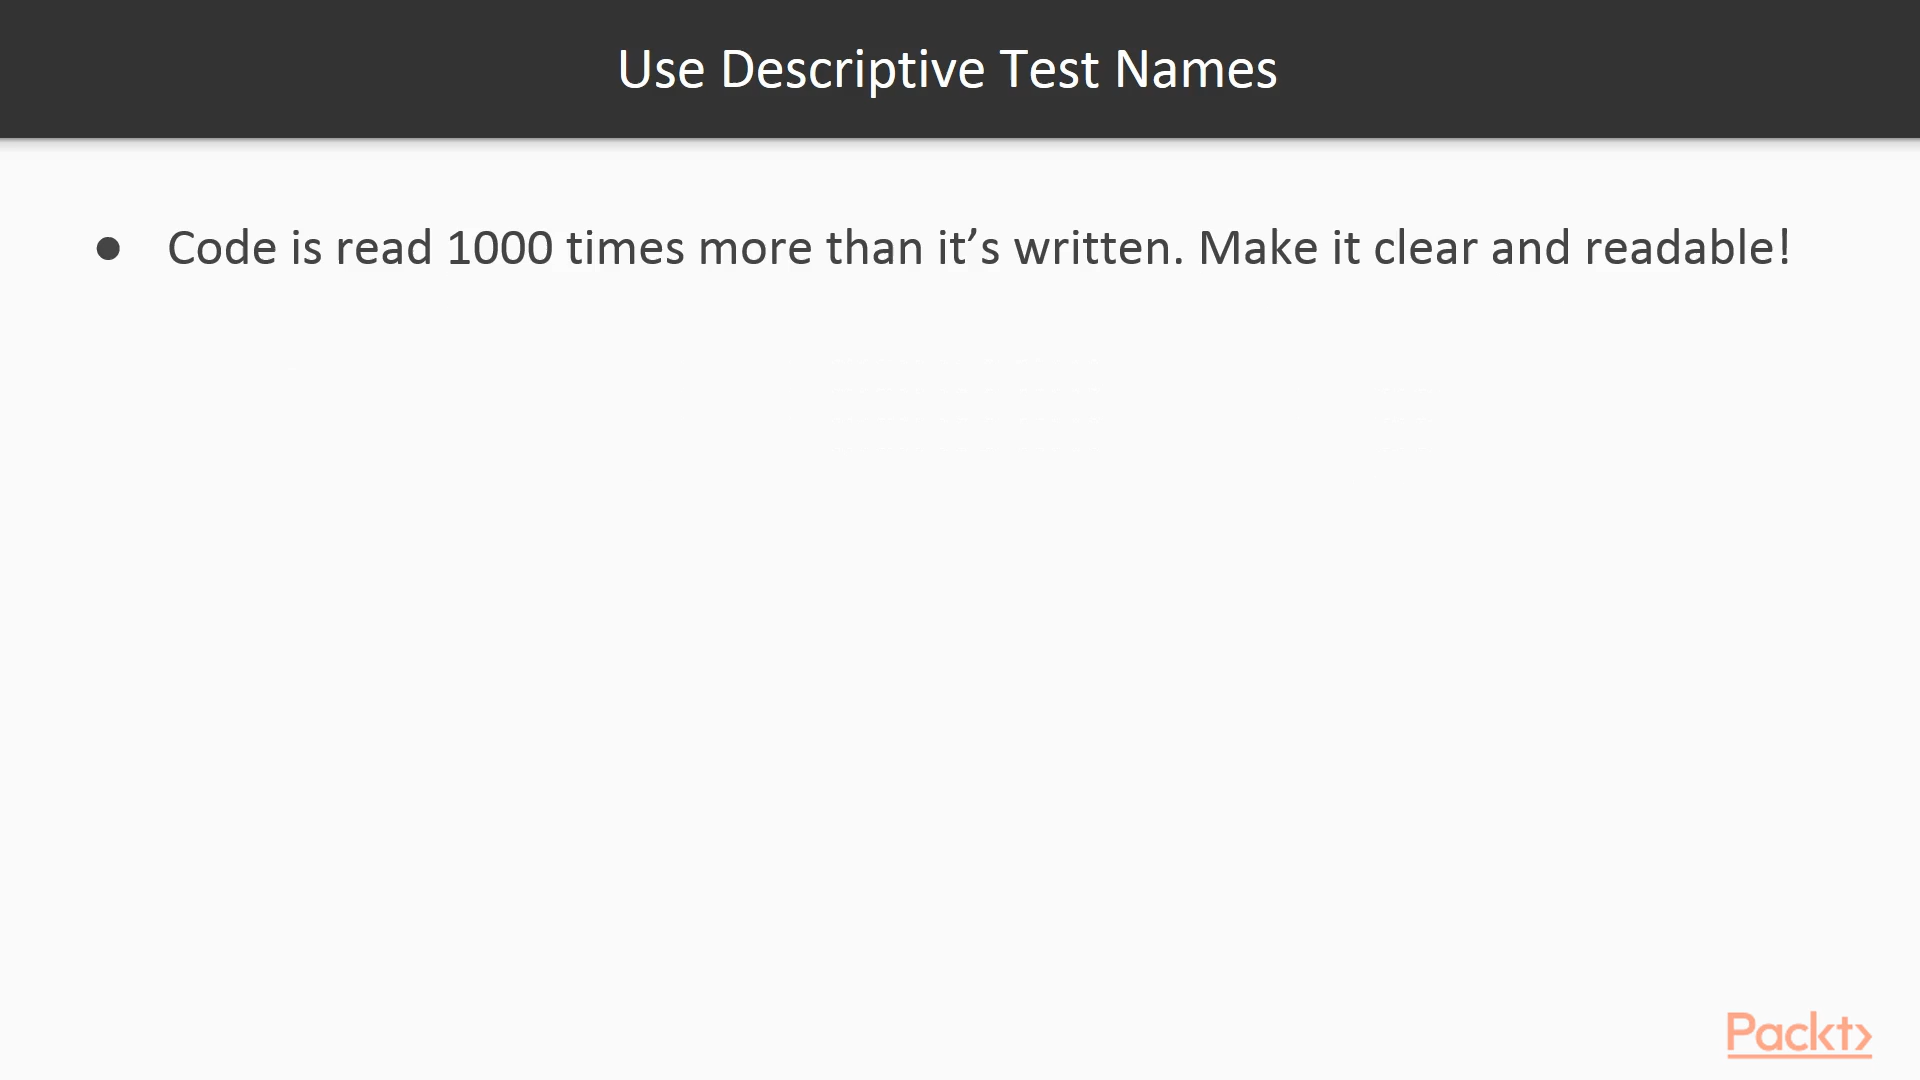 Use Descriptive Test Names
● Code is read 1000 times more than it’s written. Make it clear and readable!
Packt>